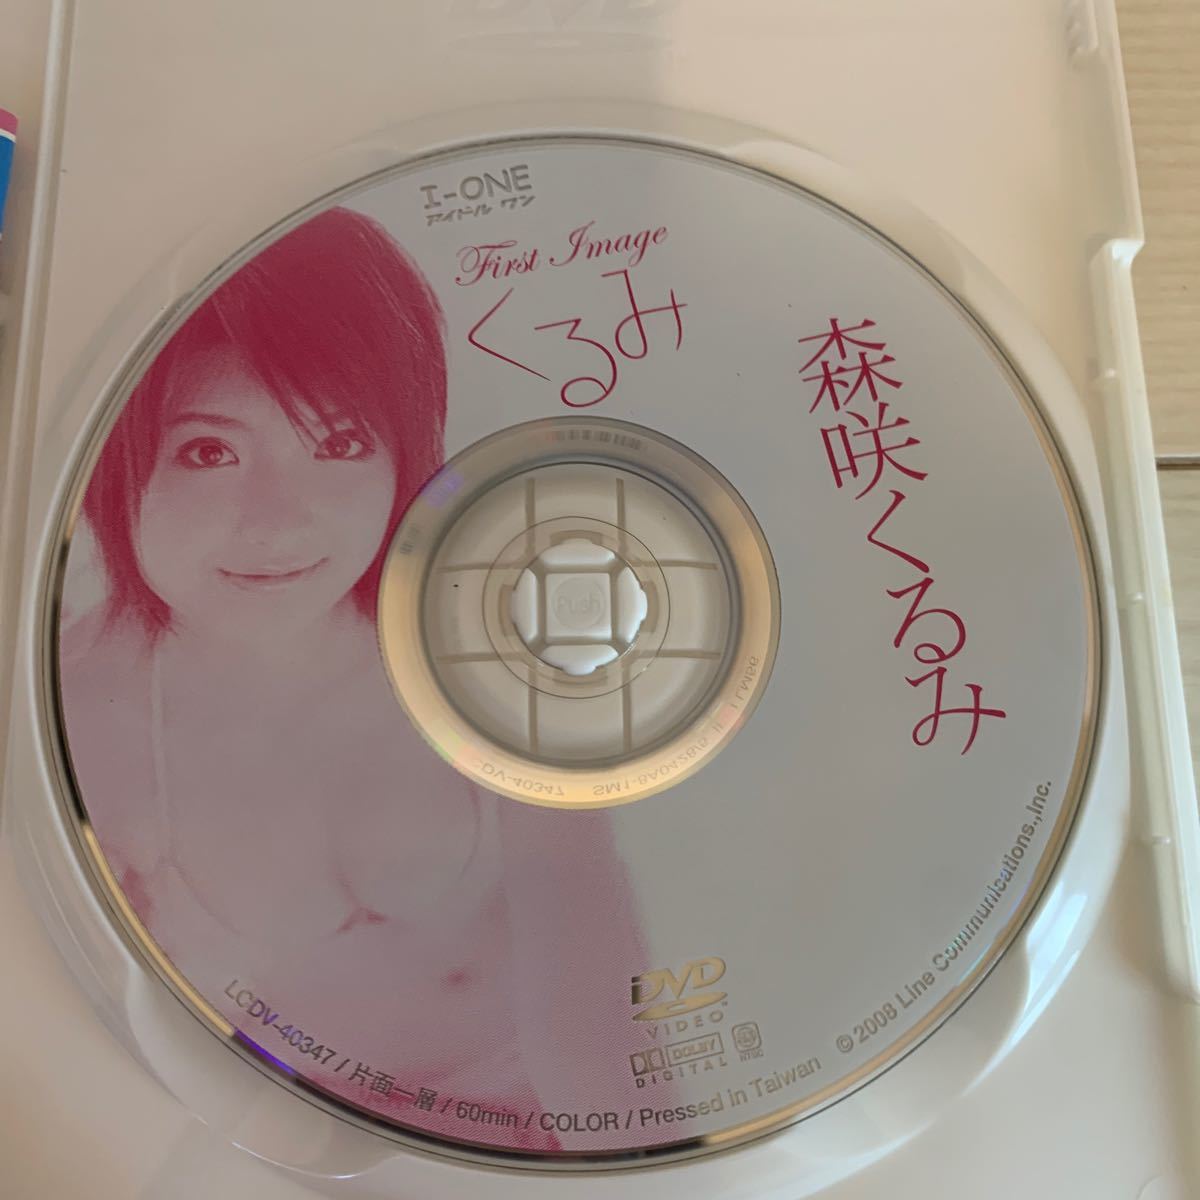 I-ONE
アイドル ワン
First Image
くるみ
森咲くるみ
Push
DVD
VIDEO
DOLBY
DIGITAL
NTSC
LCDV-40347 / 片面一層 / 60min / COLOR / Pressed in Taiwan © 2008 Line Communications.,Inc.